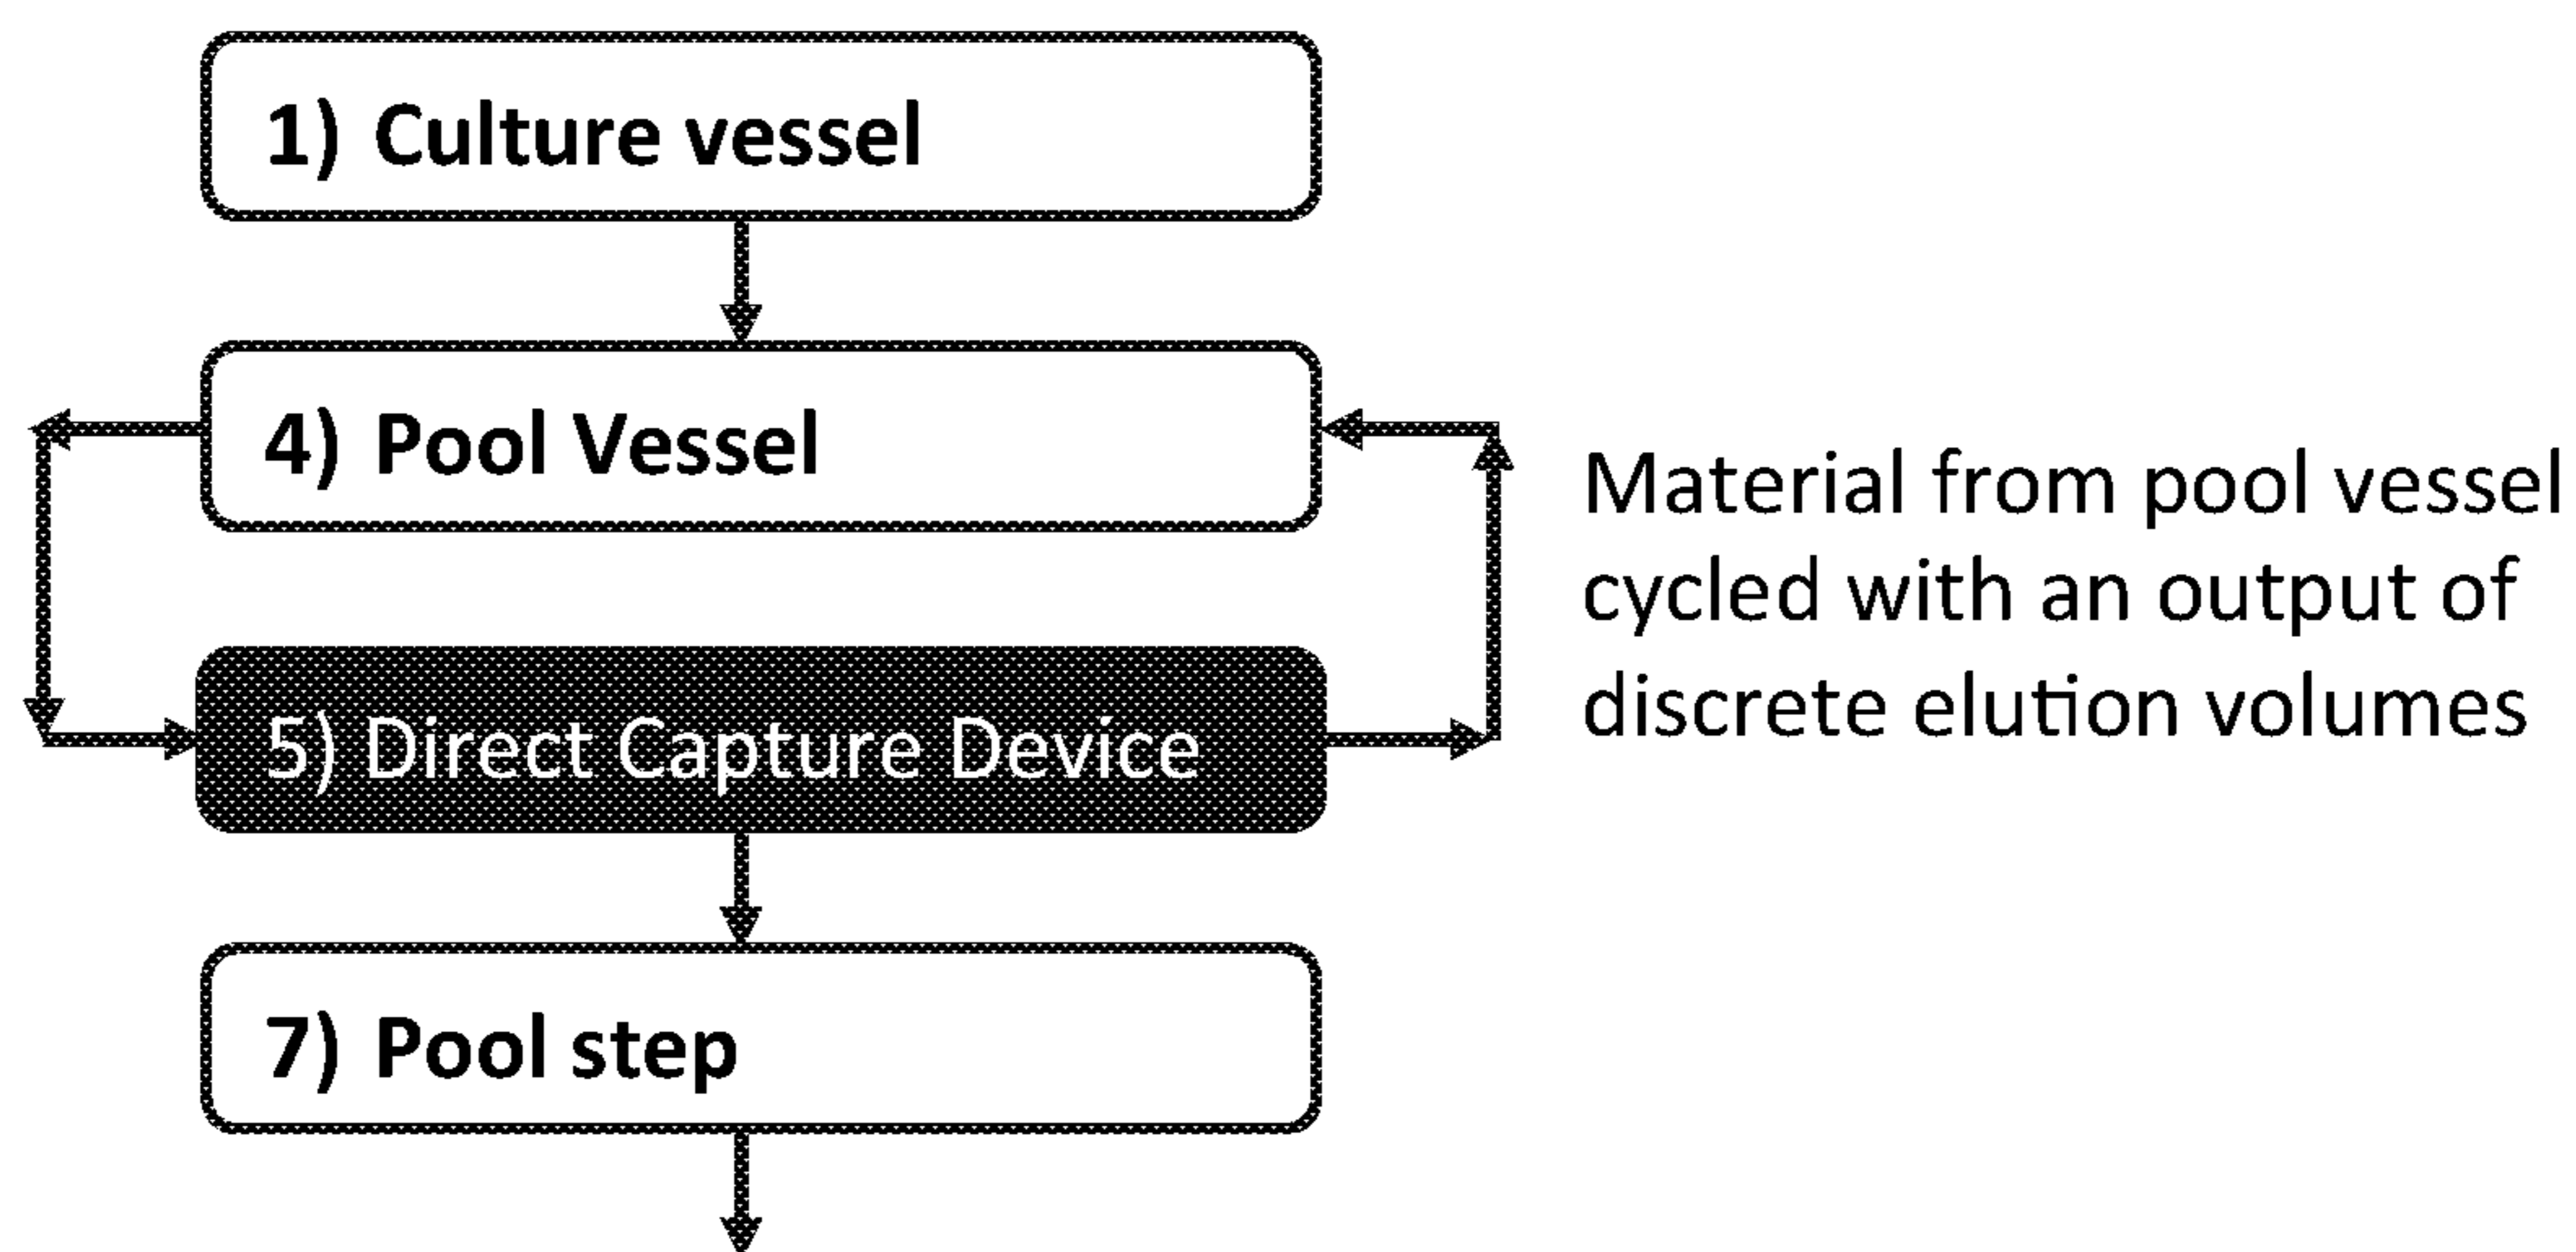 1) Culture vessel
4) Pool Vessel
Material from pool vessel
cycled with an output of
discrete elution volumes
5) Direct Capture Device
7) Pool step